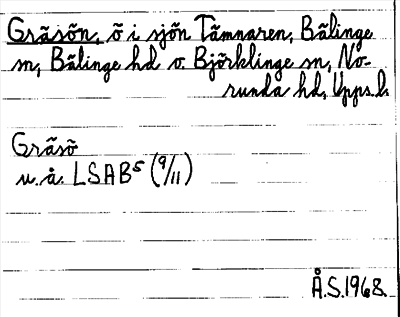 Gräsön, ö i sjön Tämnaren, Bälinge
sn, Bälinge hd o. Björklinge sn, No-
runda hd, Upps.l.
Gräsö
u.å. LSAB5 (9/11)
Å.S.1968.